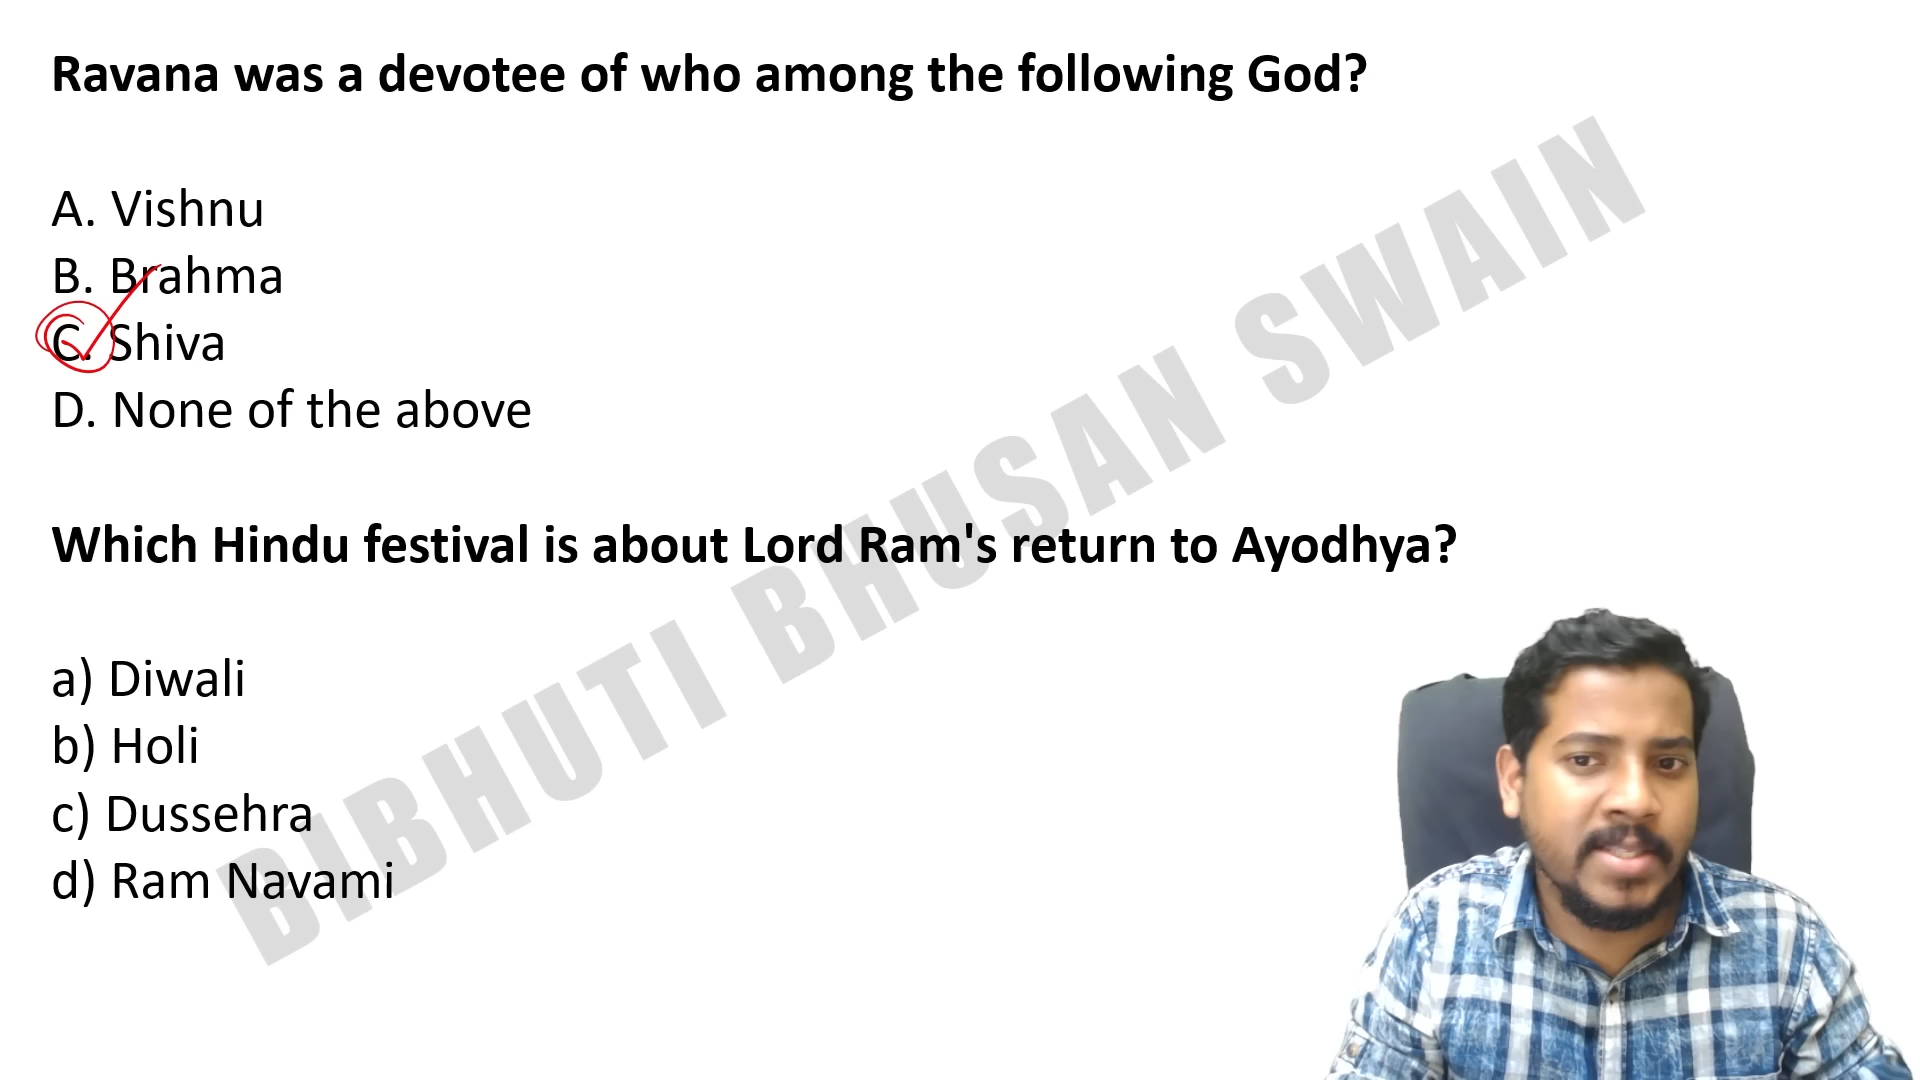 Ravana was a devotee of who among the following God?
A. Vishnu
B. Brahma
C. Shiva
D. None of the above
Which Hindu festival is about Lord Ram's return to Ayodhya?
a) Diwali
b) Holi
c) Dussehra
d) Ram Navami
DIBHUTI BHUSAN SWAIN